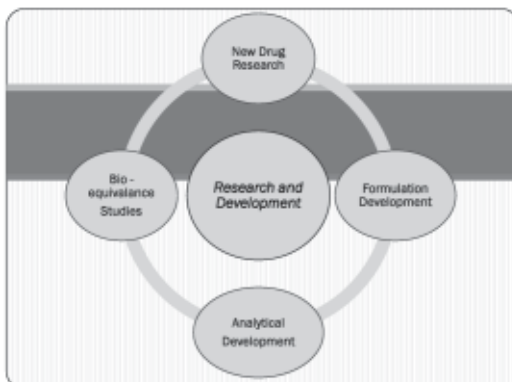 New Drug
Research
Bio -
equivalance
Studies
Research and
Development
Formulation
Development
Analytical
Development